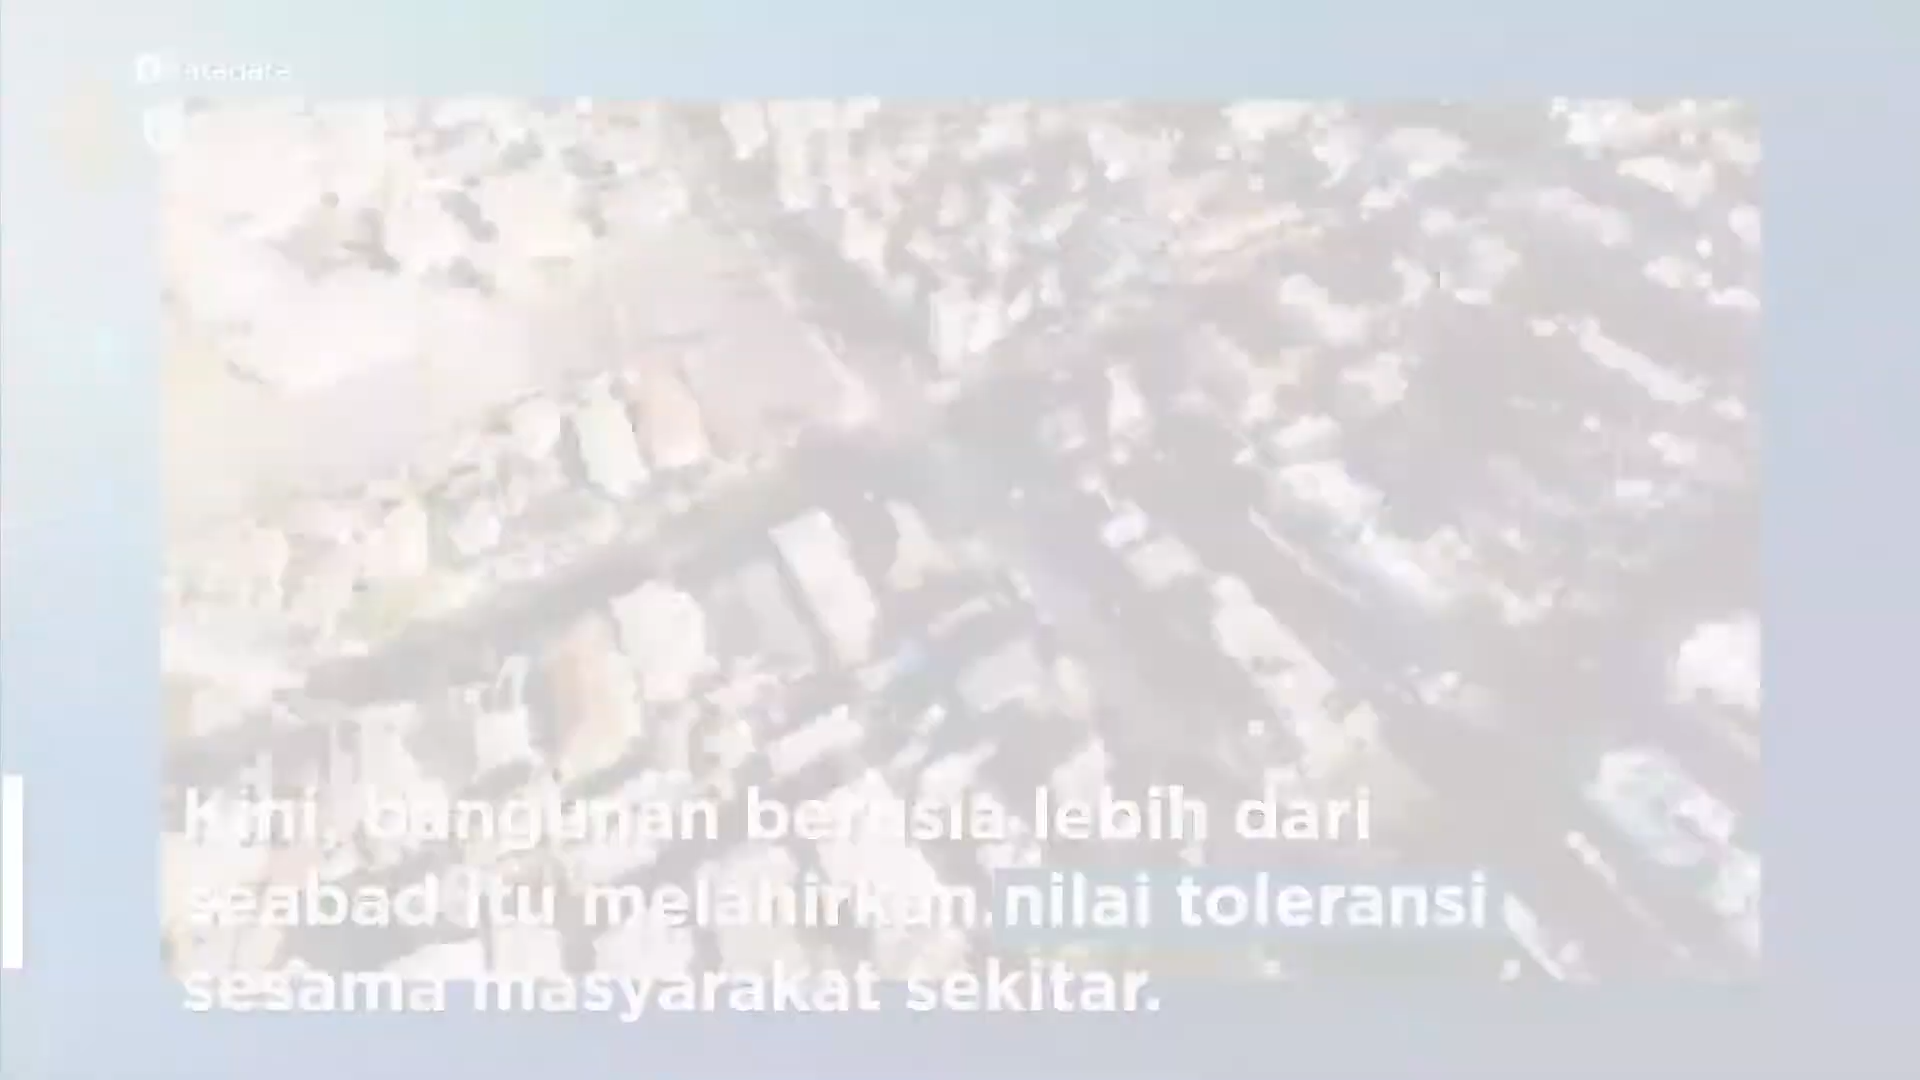 Kini, bangunan berusia lebih dari
seabad itu melahirkan nilai toleransi
sesama masyarakat sekitar.